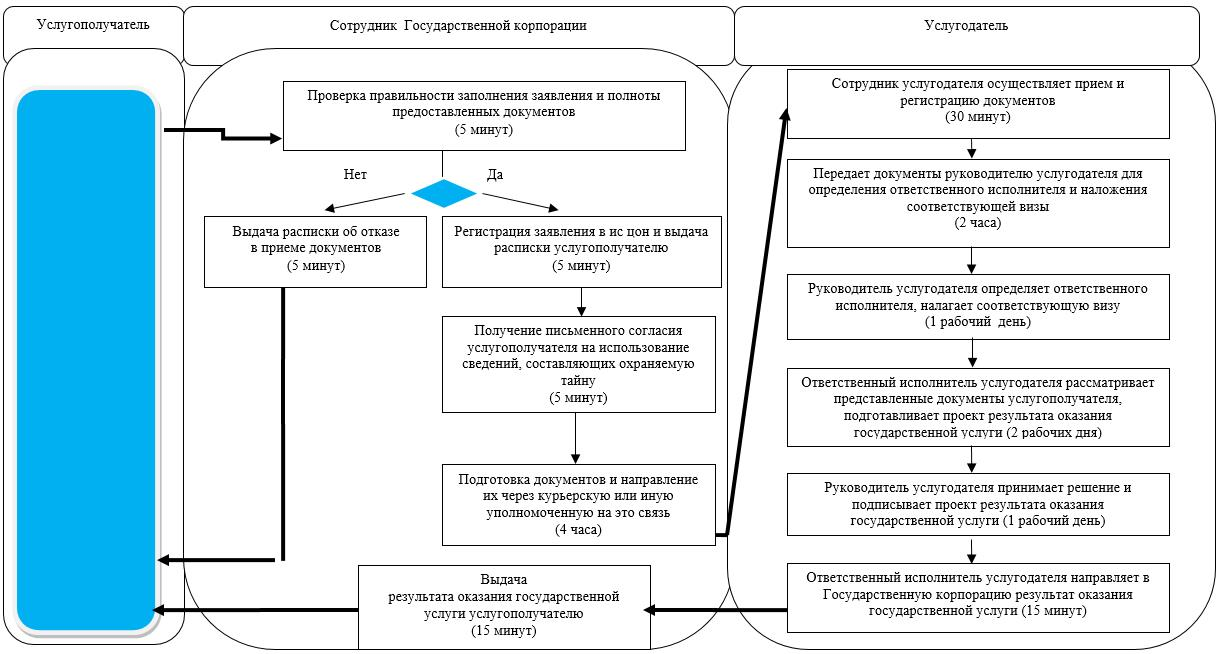 Услугополучатель
Сотрудник Государственной корпорации
Услугодатель
Проверка правильности заполнения заявления и полноты
предоставленных документов
(5 минут)
Нет
Да
Выдача расписки об отказе
в приеме документов
(5 минут)
Регистрация заявления в ис цон и выдача
расписки услугополучателю
(5 минут)
Получение письменного согласия
услугополучателя на использование
сведений, составляющих охраняемую
тайну
(5 минут)
Подготовка документов и направление
их через курьерскую или иную
уполномоченную на это связь
(4 часа)
Выдача
результата оказания государственной
услуги услугополучателю
(15 минут)
Сотрудник услугодателя осуществляет прием и
регистрацию документов
(30 минут)
Передает документы руководителю услугодателя для
определения ответственного исполнителя и наложения
соответствующей визы
(2 часа)
Руководитель услугодателя определяет ответственного
исполнителя, налагает соответствующую визу
(1 рабочий день)
Ответственный исполнитель услугодателя рассматривает
представленные документы услугополучателя,
подготавливает проект результата оказания
государственной услуги (2 рабочих дня)
Руководитель услугодателя принимает решение и
подписывает проект результата оказания
государственной услуги (1 рабочий день)
Ответственный исполнитель услугодателя направляет в
Государственную корпорацию результат оказания
государственной услуги (15 минут)